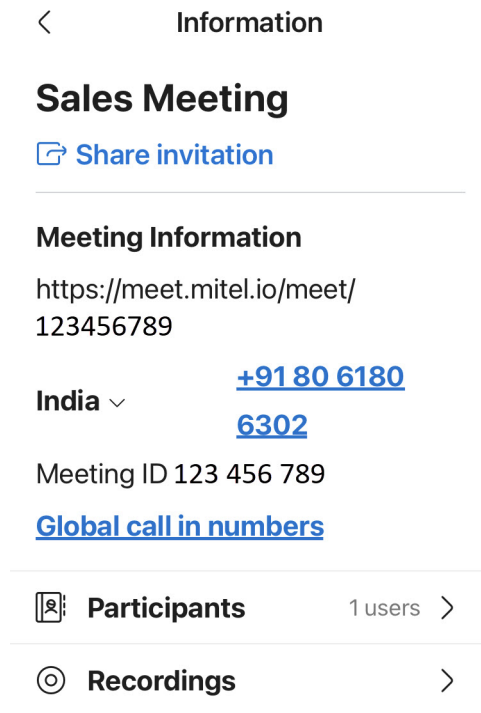 Information
Sales Meeting
Share invitation
Meeting Information
https://meet.mitel.io/meet/
123456789
India
+91 80 6180
6302
Meeting ID 123 456 789
Global call in numbers
Participants 1 users
Recordings